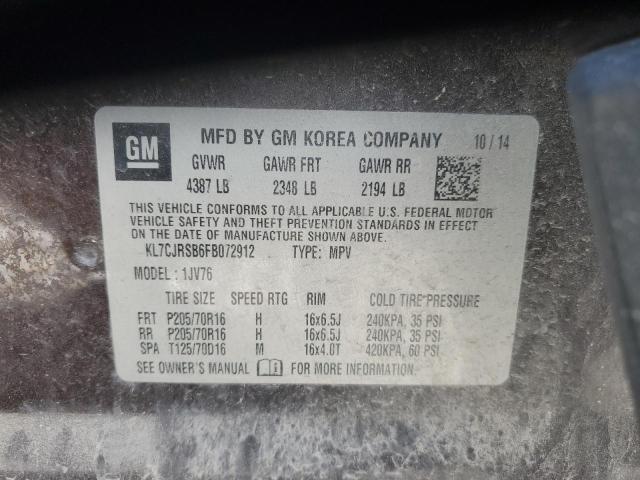 GM
MFD BY GM KOREA COMPANY 10/14
GVWR GAWR FRT GAWR RR
4387 LB 2348 LB 2194 LB
THIS VEHICLE CONFORMS TO ALL APPLICABLE U.S. FEDERAL MOTOR
VEHICLE SAFETY AND THEFT PREVENTION STANDARDS IN EFFECT ON THE
DATE OF MANUFACTURE SHOWN ABOVE.
KL7CJRSB6FB072912 TYPE: MPV
MODEL : 1JV76
TIRE SIZE SPEED RTG RIM COLD TIRE PRESSURE
FRT P205/70R16 H 16x6.5J 240KPA, 35 PSI
RR P205/70R16 H 16x6.5J 240KPA, 35 PSI
SPA T125/70D16 M 16x4.0T 420KPA, 60 PSI
SEE OWNER'S MANUAL FOR MORE INFORMATION.